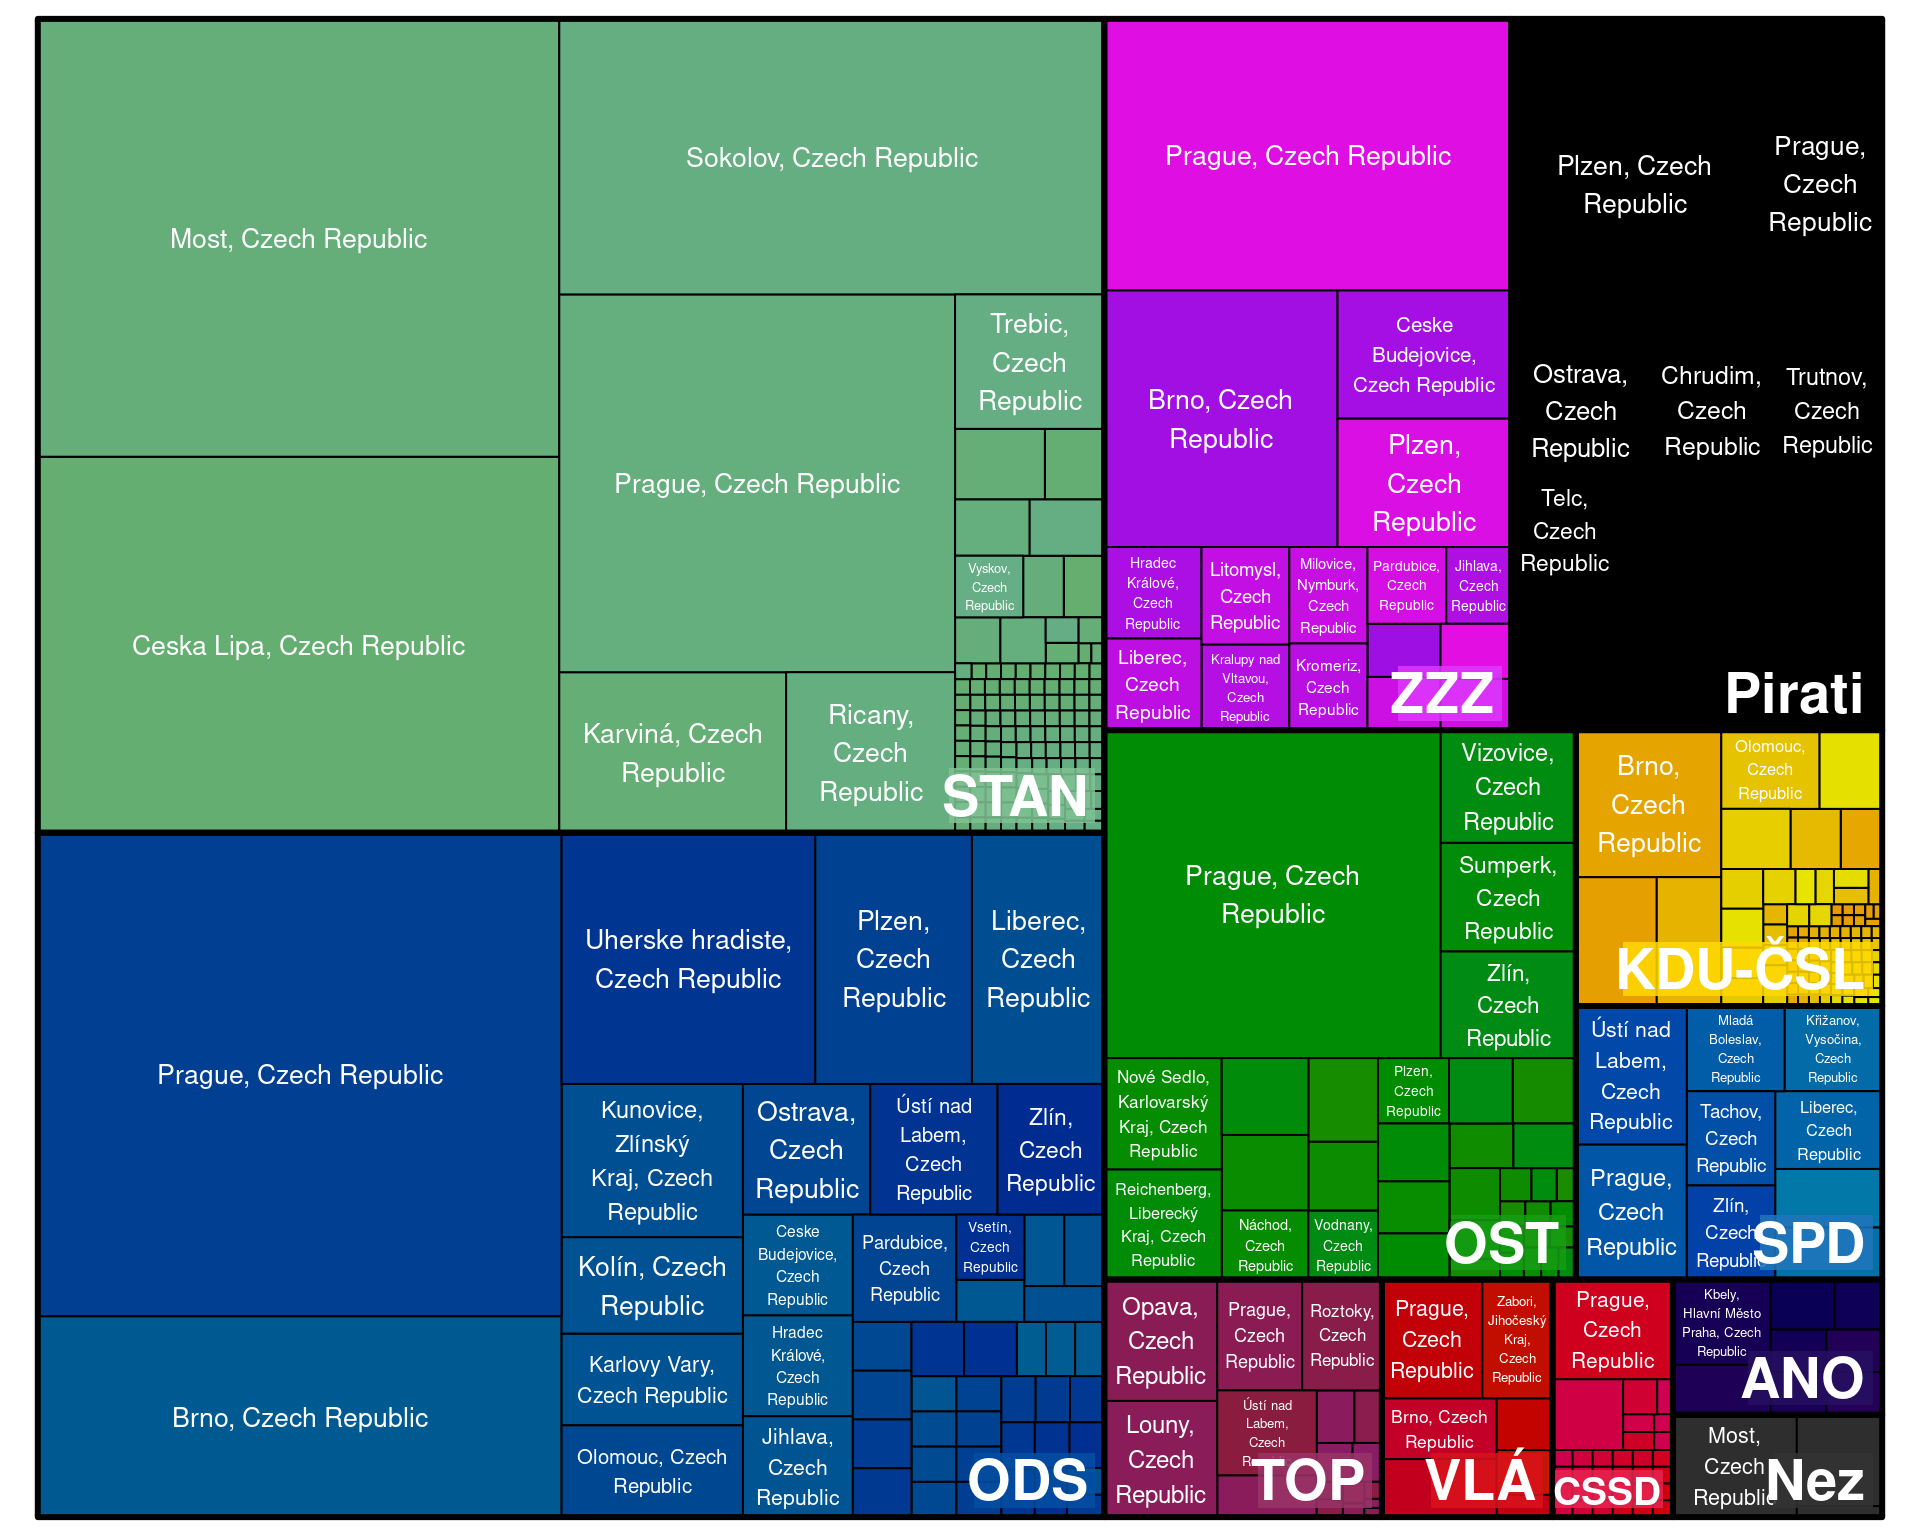 Most, Czech Republic
Ceska Lipa, Czech Republic
Sokolov, Czech Republic
Prague, Czech Republic
Trebic,
Czech
Republic
Vyskov,
Czech
Republic
Karviná, Czech
Republic
Ricany,
Czech
Republic
STAN
Prague, Czech Republic
Brno, Czech Republic
Uherske hradiste,
Czech Republic
Plzen,
Czech
Republic
Liberec,
Czech
Republic
Kunovice,
Zlínský
Kraj, Czech
Republic
Kolín, Czech
Republic
Karlovy Vary,
Czech Republic
Olomouc, Czech
Republic
Ostrava,
Czech
Republic
Ústí nad
Labem,
Czech
Republic
Zlín,
Czech
Republic
Ceske
Budejovice,
Czech
Republic
Hradec
Králové,
Czech
Republic
Jihlava,
Czech
Republic
Pardubice,
Czech
Republic
Vsetín,
Czech
Republic
ODS
Prague, Czech Republic
Brno, Czech
Republic
Ceske
Budejovice,
Czech Republic
Plzen,
Czech
Republic
Hradec
Králové,
Czech
Republic
Liberec,
Czech
Republic
Litomysl,
Czech
Republic
Kralupy nad
Vltavou,
Czech
Republic
Milovice,
Nymburk,
Czech
Republic
Kromeriz,
Czech
Republic
Pardubice,
Czech
Republic
Jihlava,
Czech
Republic
ZZZ
Plzen, Czech
Republic
Prague,
Czech
Republic
Ostrava,
Czech
Republic
Chrudim,
Czech
Republic
Trutnov,
Czech
Republic
Telc,
Czech
Republic
Pirati
Prague, Czech
Republic
Vizovice,
Czech
Republic
Sumperk,
Czech
Republic
Zlín,
Czech
Republic
Nové Sedlo,
Karlovarský
Kraj, Czech
Republic
Reichenberg,
Liberecký
Kraj, Czech
Republic
Náchod,
Czech
Republic
Vodnany,
Czech
Republic
Plzen,
Czech
Republic
OST
Brno,
Czech
Republic
Olomouc,
Czech
Republic
KDU-ČSL
Ústí nad
Labem,
Czech
Republic
Prague,
Czech
Republic
Mladá
Boleslav,
Czech
Republic
Křižanov,
Vysočina,
Czech
Republic
Tachov,
Czech
Republic
Liberec,
Czech
Republic
Zlín,
Czech
Republic
SPD
Opava,
Czech
Republic
Louny,
Czech
Republic
Prague,
Czech
Republic
Roztoky,
Czech
Republic
Ústí nad
Labem,
Czech
TOP
Prague,
Czech
Republic
Zabori,
Jihočeský
Kraj,
Czech
Republic
Brno, Czech
Republic
VLÁ
Prague,
Czech
Republic
CSSD
Kbely,
Hlavní Město
Praha, Czech
Republic
ANO
Most,
Czech
Republic
Nez